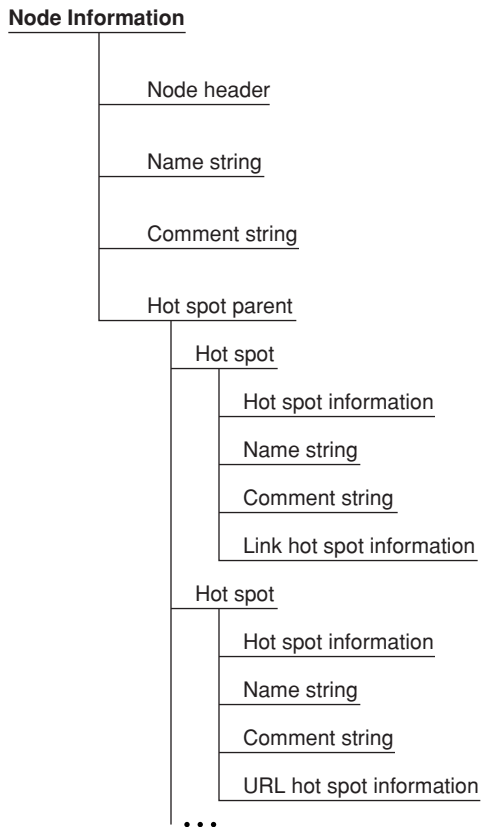 Node Information
Node header
Name string
Comment string
Hot spot parent
Hot spot
Hot spot information
Name string
Comment string
Link hot spot information
Hot spot
Hot spot information
Name string
Comment string
URL hot spot information
...